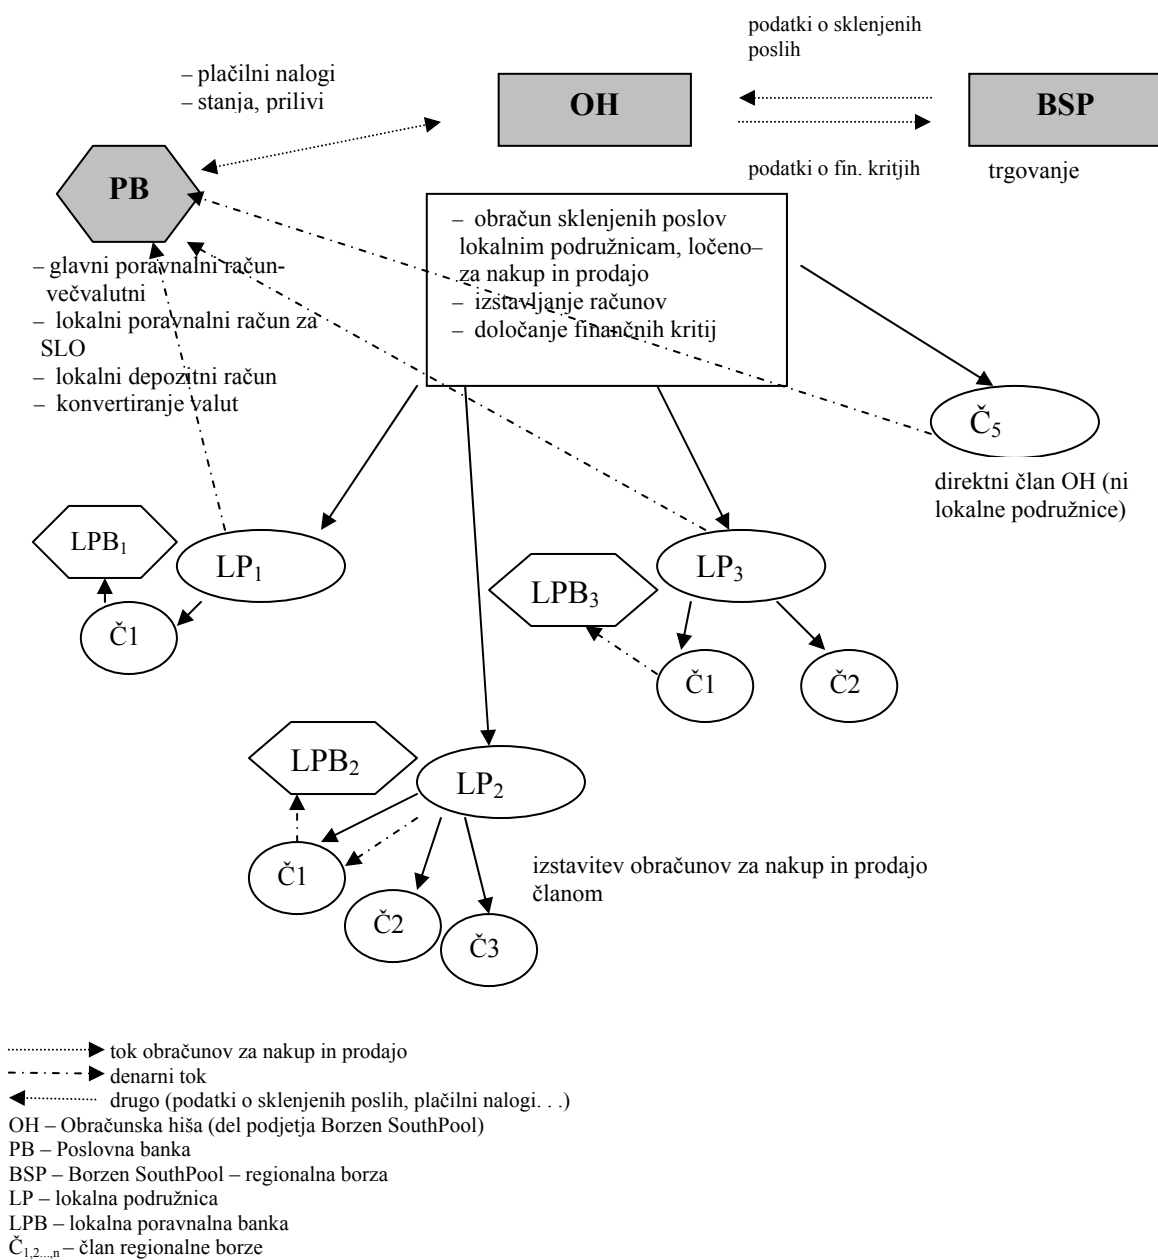 podatki o sklenjenih
poslih
– plačilni nalogi
– stanja, prilivi
OH
BSP
podatki o fin. kritjih
trgovanje
PB
– obračun sklenjenih poslov
lokalnim podružnicam, ločeno–
za nakup in prodajo
– izstavljanje računov
– določanje finančnih kritij
– glavni poravnalni račun-
večvalutni
– lokalni poravnalni račun za
SLO
– lokalni depozitni račun
– konvertiranje valut
Č5
direktni član OH (ni
lokalne podružnice)
LPB1
LP1
Č1
LPB3
LP3
Č1
Č2
LPB2
LP2
Č1
Č2
Č3
izstavitev obračunov za nakup in prodajo
članom
tok obračunov za nakup in prodajo
denarni tok
drugo (podatki o sklenjenih poslih, plačilni nalogi. . .)
OH – Obračunska hiša (del podjetja Borzen SouthPool)
PB – Poslovna banka
BSP – Borzen SouthPool – regionalna borza
LP – lokalna podružnica
LPB – lokalna poravnalna banka
Č1,2...,n – član regionalne borze